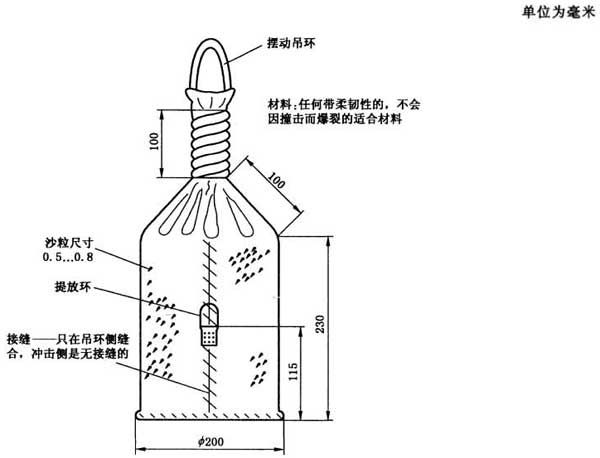 单位为毫米
摆动吊环
材料:任何带柔韧性的，不会
因撞击而爆裂的适合材料
100
100
沙粒尺寸
0.5…0.8
提放环
230
接缝——只在吊环侧缝
合，冲击侧是无接缝的
115
ϕ200